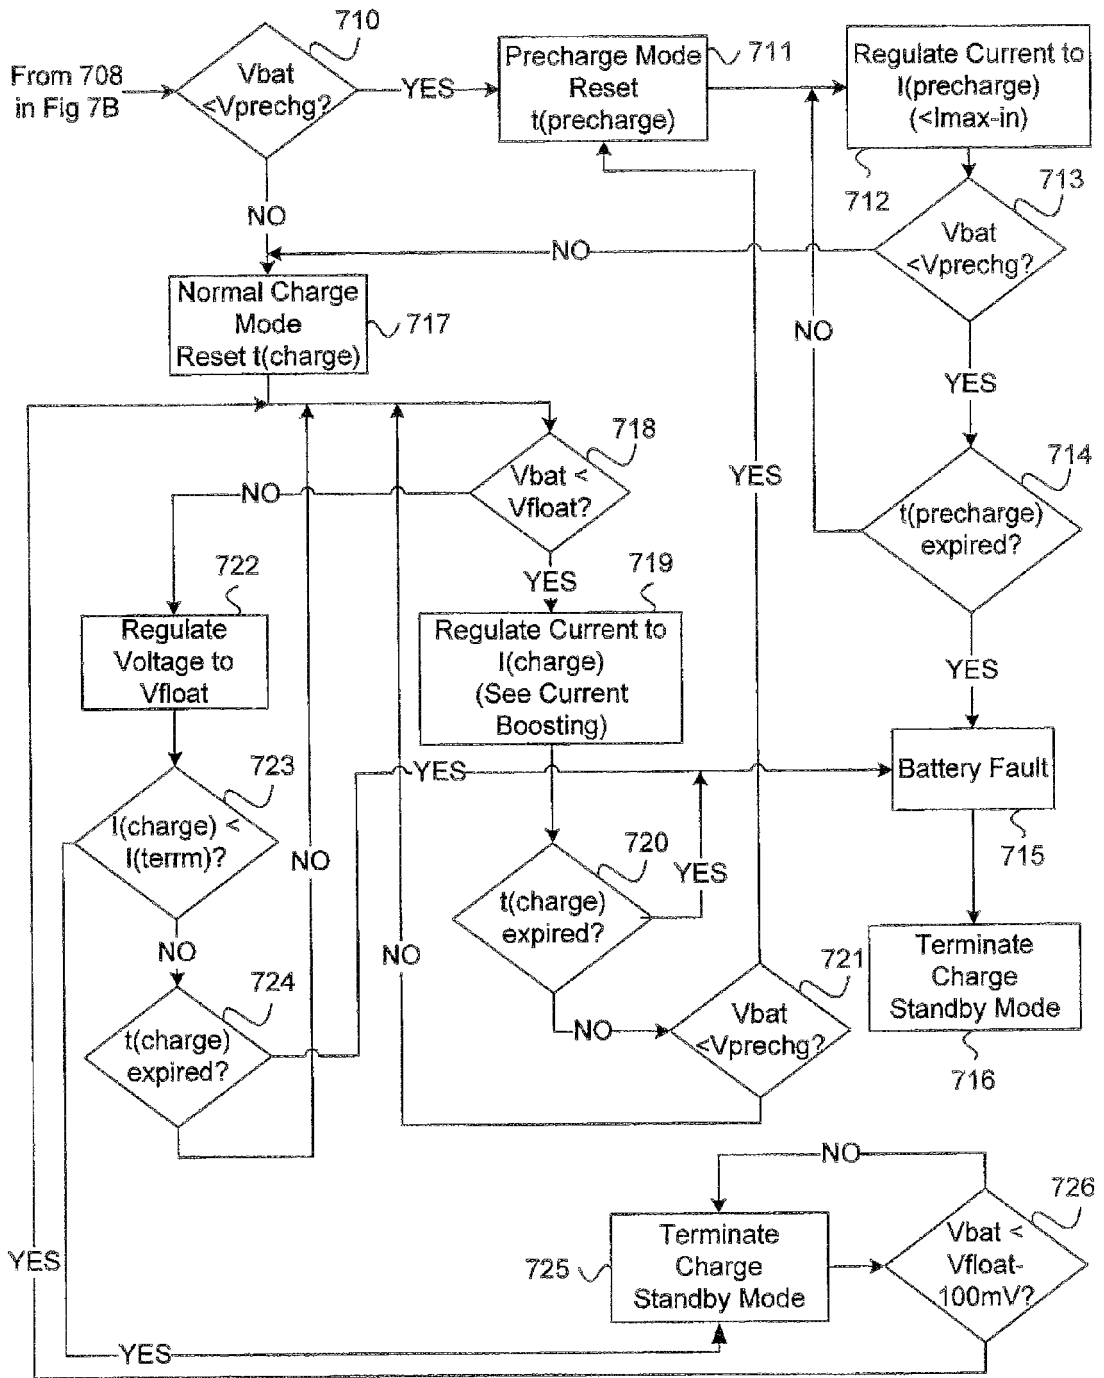 From 708
in Fig 7B
Vbat
<Vprechg?
710
YES
Precharge Mode
Reset
t(precharge)
711
Regulate Current to
I(precharge)
(<Imax-in)
712
Vbat
<Vprechg?
713
NO
NO
Normal Charge
Mode
Reset t(charge)
717
NO
YES
t(precharge)
expired?
714
YES
Vbat <
Vfloat?
718
NO
YES
YES
722
Regulate
Voltage to
Vfloat
719
Regulate Current to
I(charge)
(See Current
Boosting)
Battery Fault
715
YES
723
I(charge) <
I(terrm)?
NO
NO
720
t(charge)
expired?
YES
NO
724
t(charge)
expired?
NO
721
Vbat
<Vprechg?
Terminate
Charge
Standby Mode
716
NO
726
Vbat <
Vfloat-
100mV?
725
Terminate
Charge
Standby Mode
YES
YES